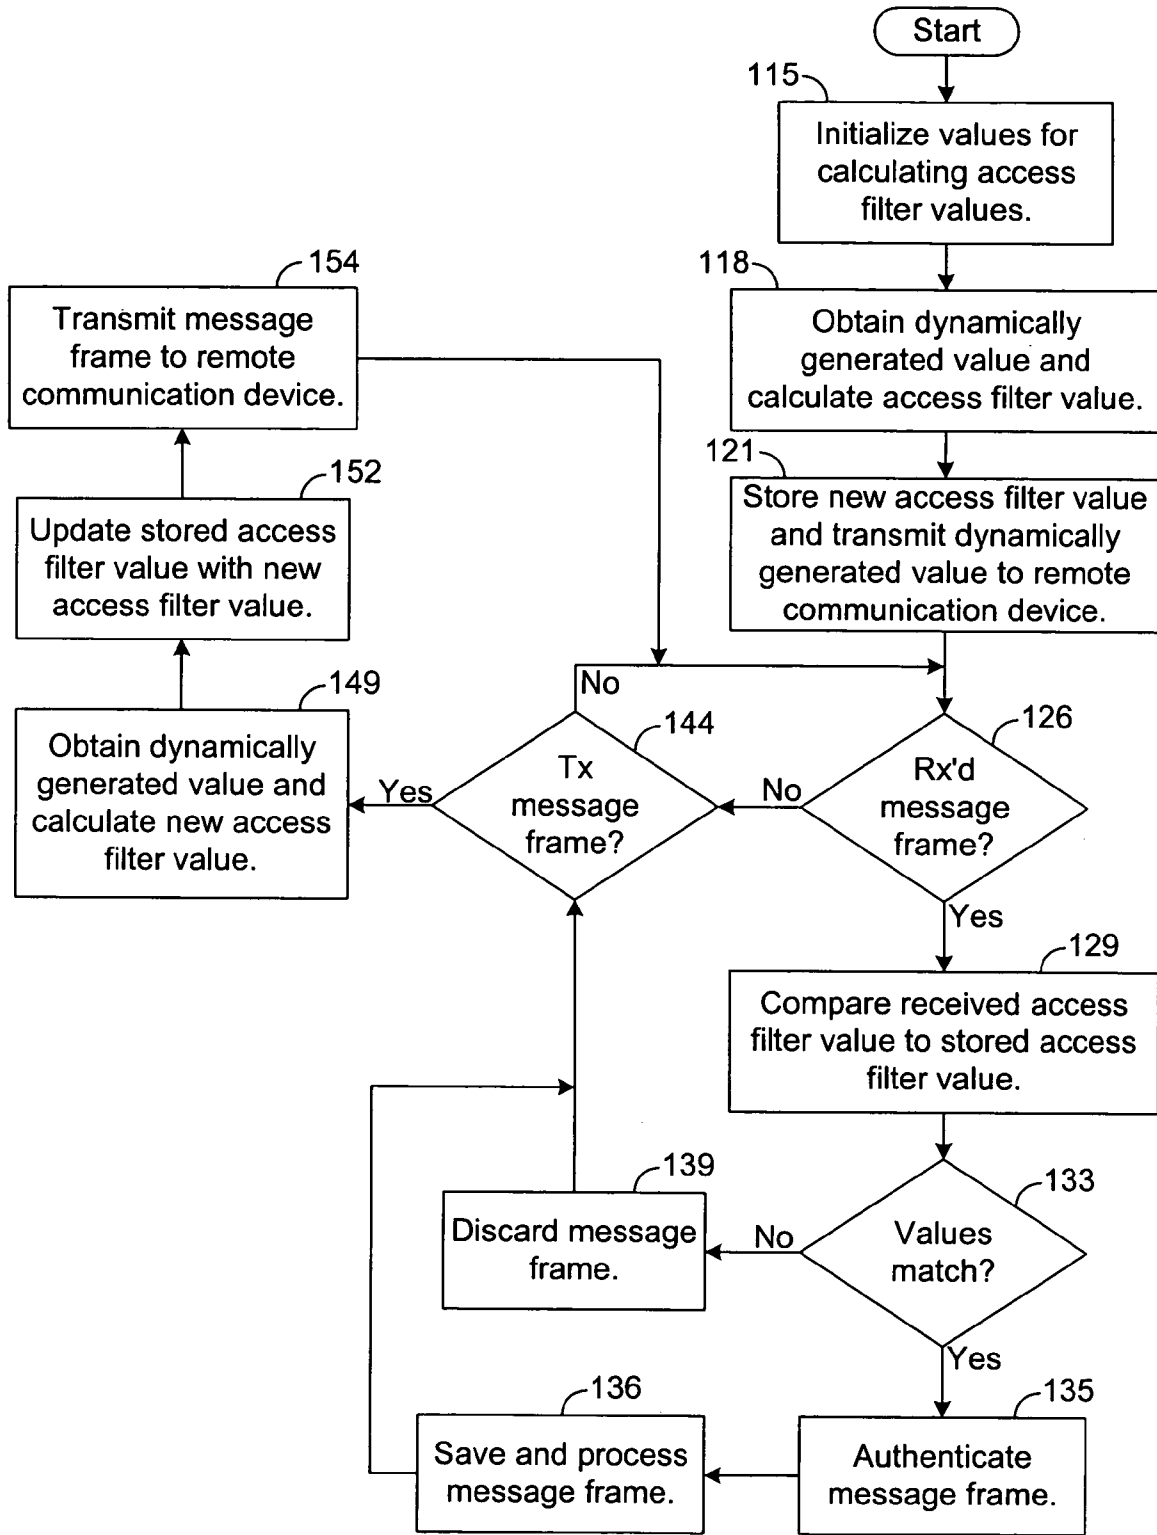 Start
115
Initialize values for
calculating access
filter values.
118
Obtain dynamically
generated value and
calculate access filter value.
121
Store new access filter value
and transmit dynamically
generated value to remote
communication device.
154
Transmit message
frame to remote
communication device.
152
Update stored access
filter value with new
access filter value.
149
Obtain dynamically
generated value and
calculate new access
filter value.
Yes
No
144
Tx
message
frame?
No
126
Rx'd
message
frame?
Yes
129
Compare received access
filter value to stored access
filter value.
133
Values
match?
No
139
Discard message
frame.
Yes
135
Authenticate
message frame.
136
Save and process
message frame.